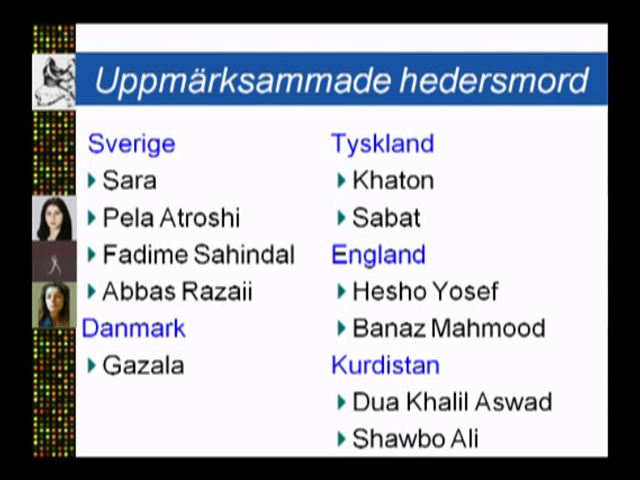 Uppmärksammade hedersmord
Sverige
Sara
Pela Atroshi
Fadime Sahindal
Abbas Razaii
Danmark
Gazala
Tyskland
Khaton
Sabat
England
Hesho Yosef
Banaz Mahmood
Kurdistan
Dua Khalil Aswad
Shawbo Ali